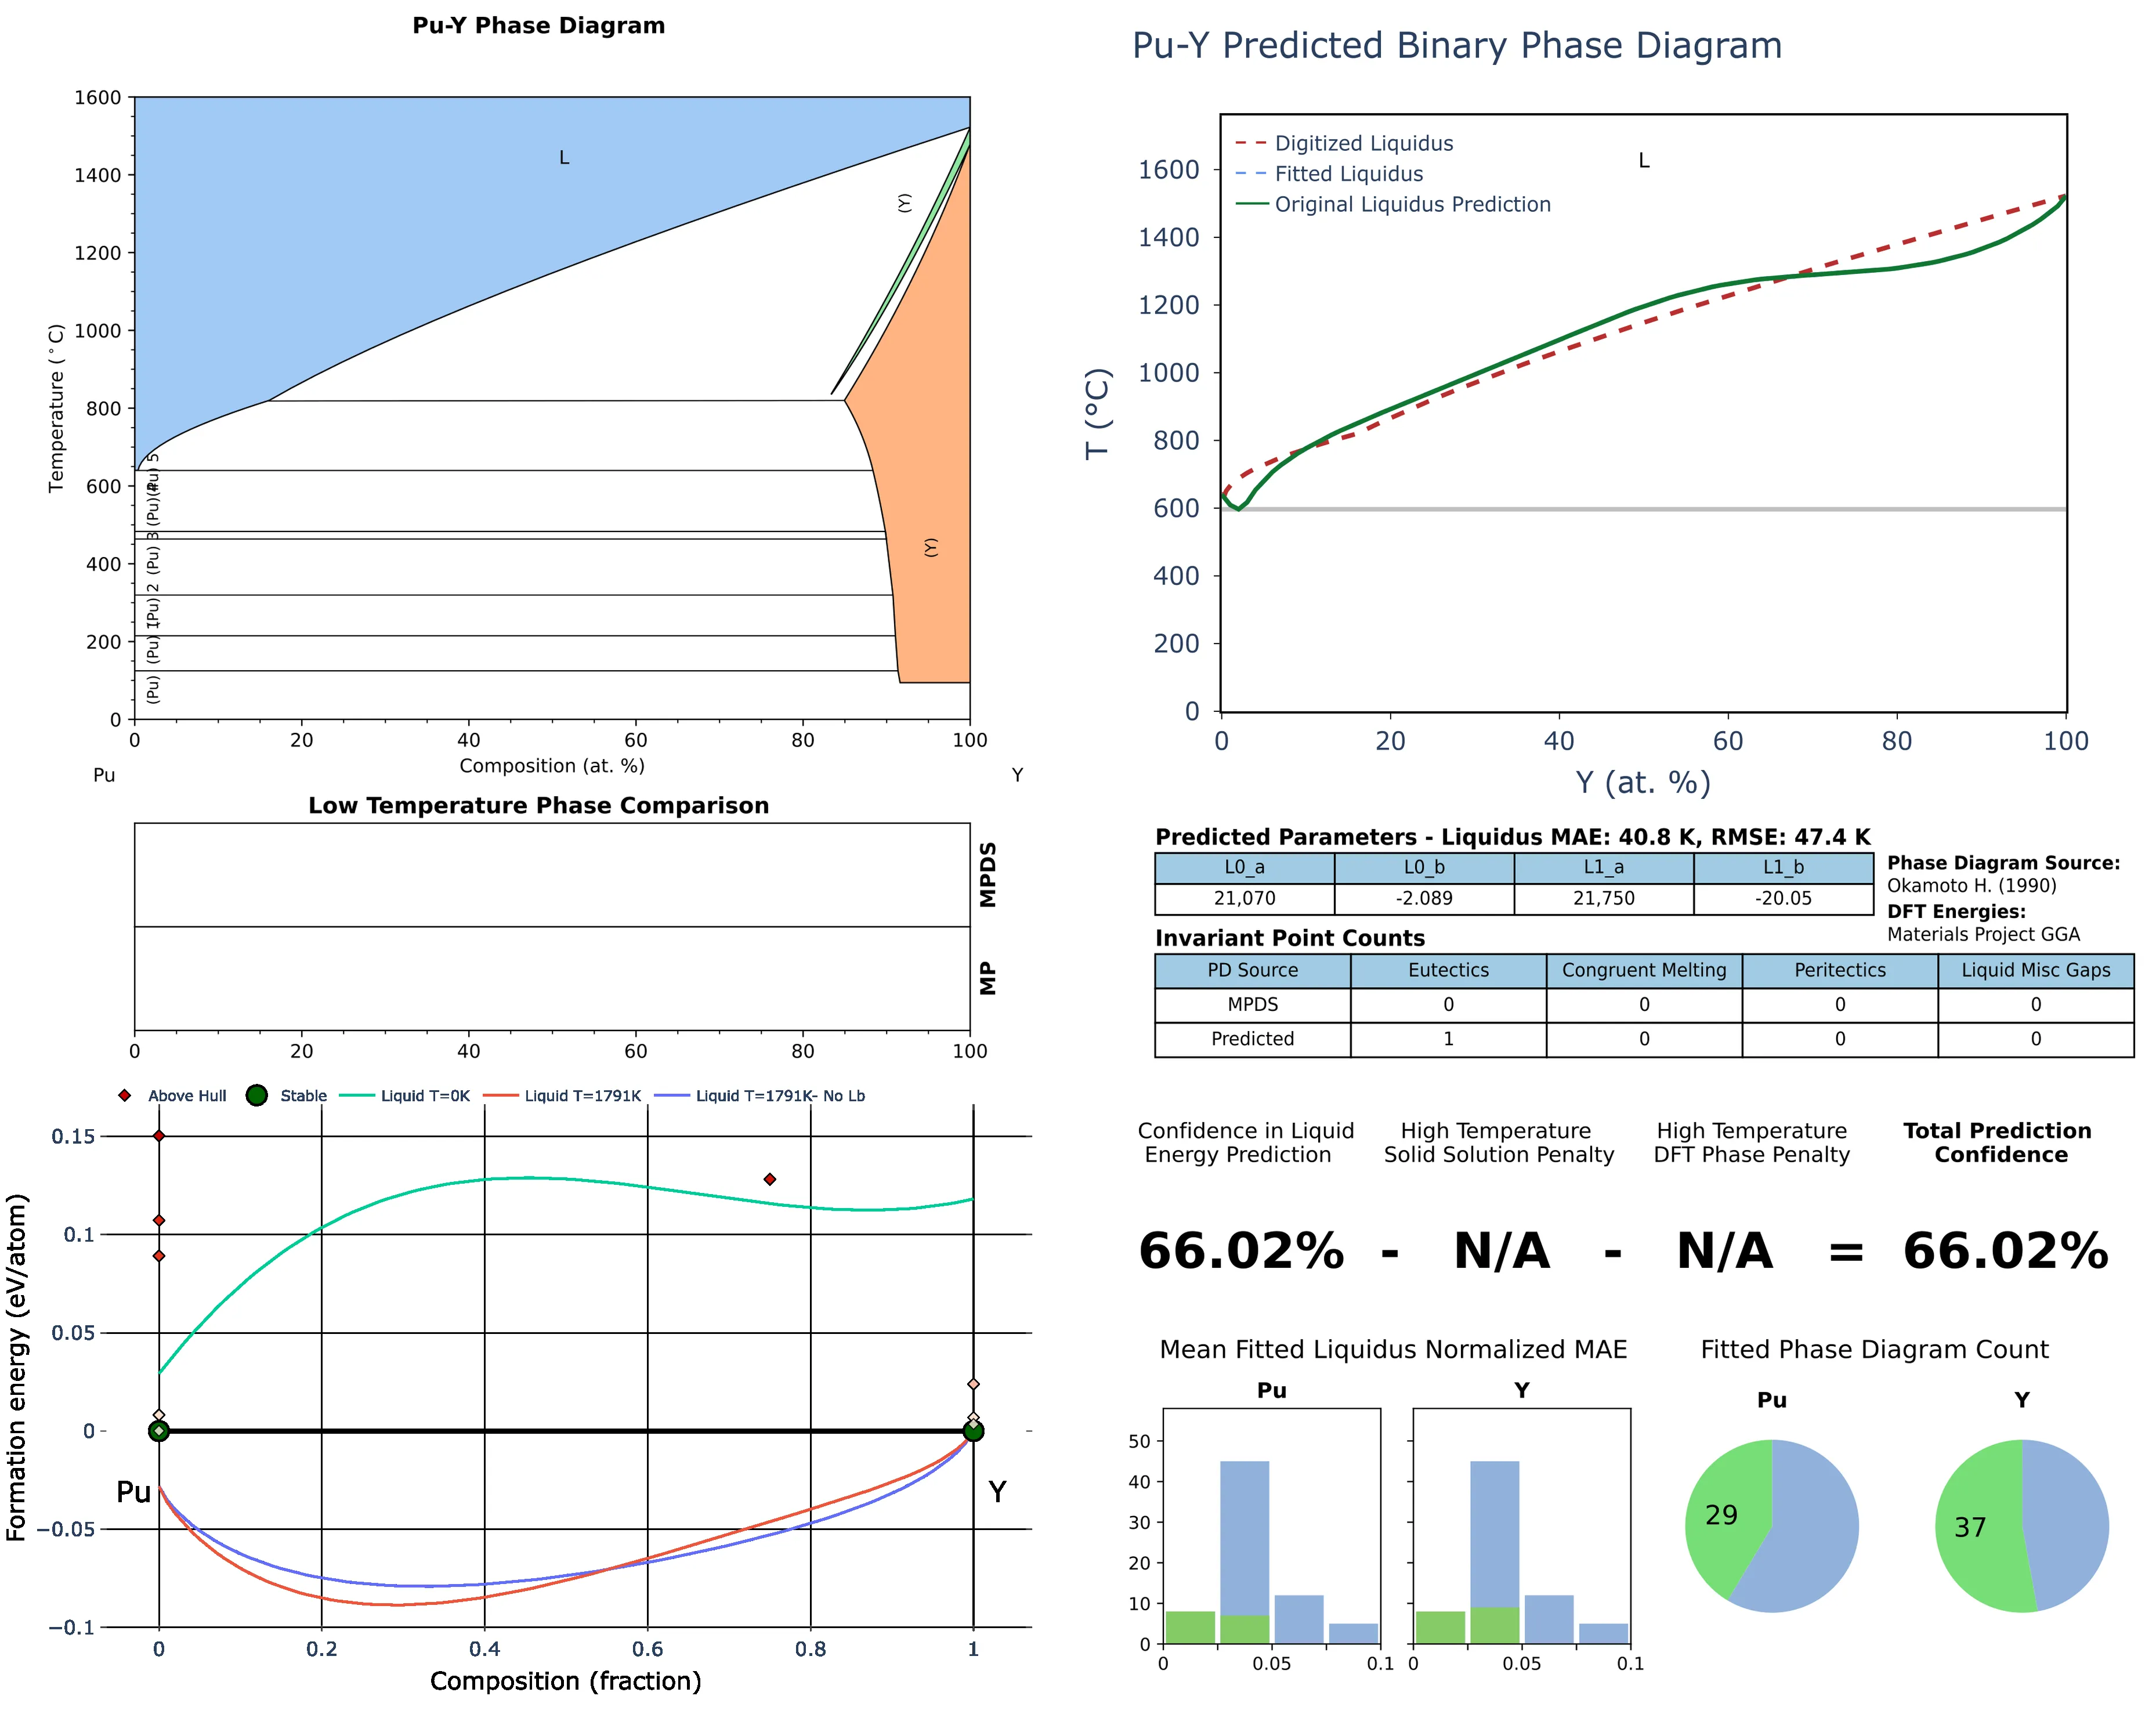 Pu-Y Phase Diagram
1600
1400
1200
1000
800
600
400
200
0
Temperature (°C)
L
(Y)
(Y)
(Pu) 5
(Pu) 4
(Pu) 3
(Pu) 2
(Pu) 1
(Pu)
0 20 40 60 80 100
Composition (at. %)
Pu Y
Low Temperature Phase Comparison
MPDS
MP
0 20 40 60 80 100
Above Hull Stable Liquid T=0K Liquid T=1791K Liquid T=1791K- No Lb
0.15
0.1
0.05
0
−0.05
−0.1
Formation energy (eV/atom)
Pu Y
0 0.2 0.4 0.6 0.8 1
Composition (fraction)
Pu-Y Predicted Binary Phase Diagram
Digitized Liquidus
Fitted Liquidus
Original Liquidus Prediction
L
1600
1400
1200
1000
800
600
400
200
0
T (°C)
0 20 40 60 80 100
Y (at. %)
Predicted Parameters - Liquidus MAE: 40.8 K, RMSE: 47.4 K
L0_a L0_b L1_a L1_b
21,070 -2.089 21,750 -20.05
Phase Diagram Source:
Okamoto H. (1990)
DFT Energies:
Materials Project GGA
Invariant Point Counts
PD Source Eutectics Congruent Melting Peritectics Liquid Misc Gaps
MPDS 0 0 0 0
Predicted 1 0 0 0
Confidence in Liquid
Energy Prediction
High Temperature
Solid Solution Penalty
High Temperature
DFT Phase Penalty
Total Prediction
Confidence
66.02% - N/A - N/A = 66.02%
Mean Fitted Liquidus Normalized MAE
Pu Y
50
40
30
20
10
0
0 0.05 0.1 0 0.05 0.1
Fitted Phase Diagram Count
Pu Y
29 37